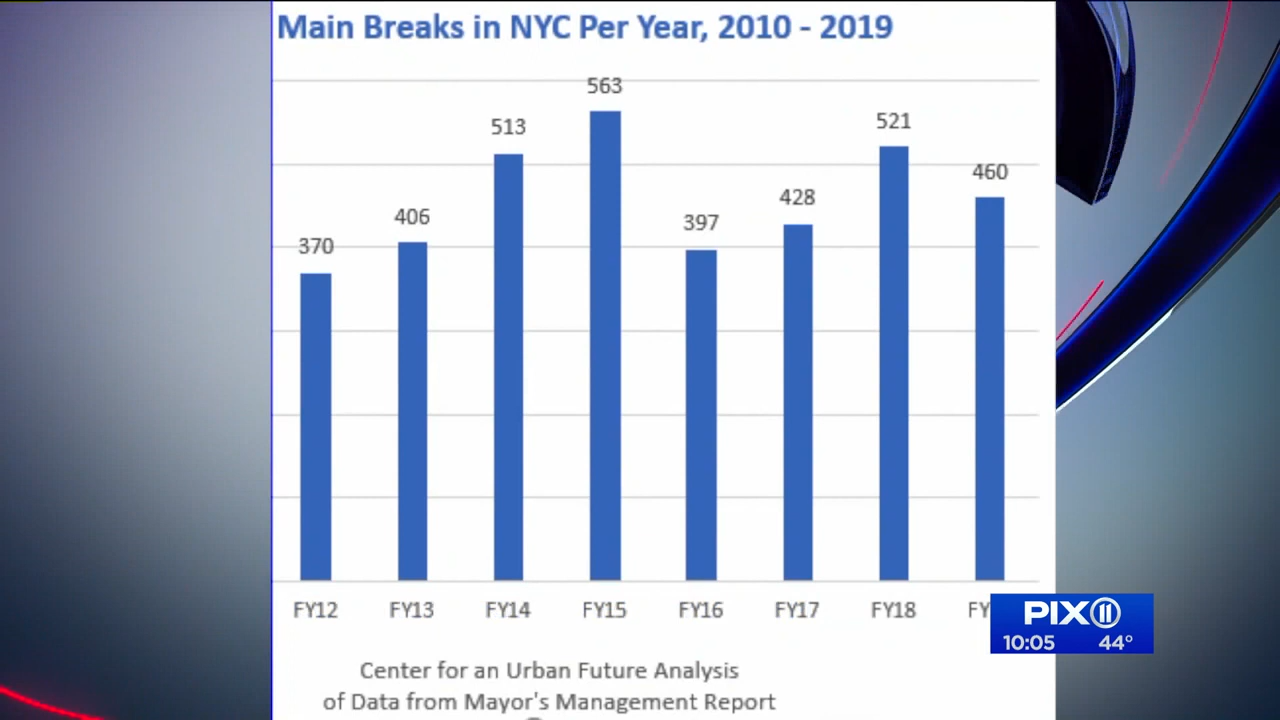 Main Breaks in NYC Per Year, 2010 - 2019
563
513
521
460
406
428
397
370
FY12 FY13 FY14 FY15 FY16 FY17 FY18 FY
PIX11
10:05 44°
Center for an Urban Future Analysis
of Data from Mayor's Management Report